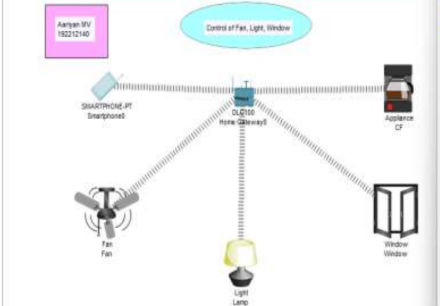 Aariyan MV
192212140
Control of Fan, Light, Window
SMARTPHONE-PT
Smartphone0
DLC100
Home Gateway0
Appliance
CF
Fan
Fan
Light
Lamp
Window
Window